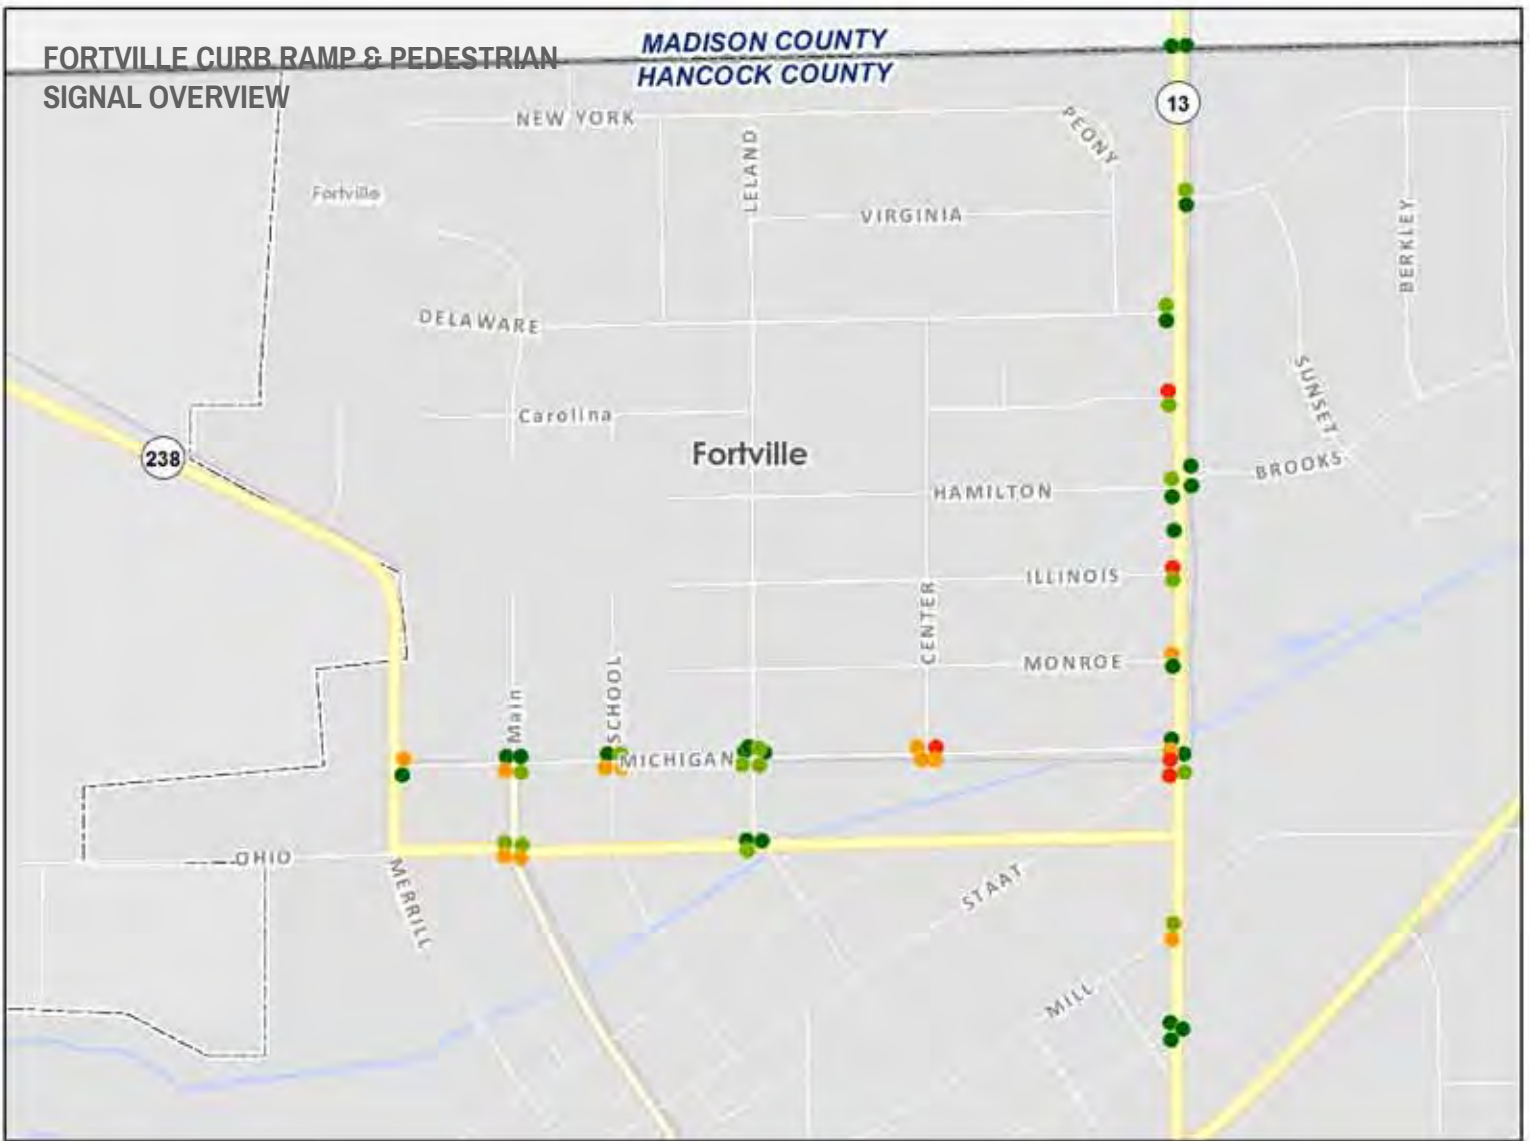 FORTVILLE CURB RAMP & PEDESTRIAN
SIGNAL OVERVIEW
MADISON COUNTY
HANCOCK COUNTY
13
NEW YORK
PEONY
LELAND
Fortville
VIRGINIA
BERKLEY
DELAWARE
SUNSET
Carolina
238
Fortville
BROOKS
HAMILTON
ILLINOIS
CENTER
MONROE
Main
SCHOOL
MICHIGAN
OHIO
MERRILL
STAAT
MILL